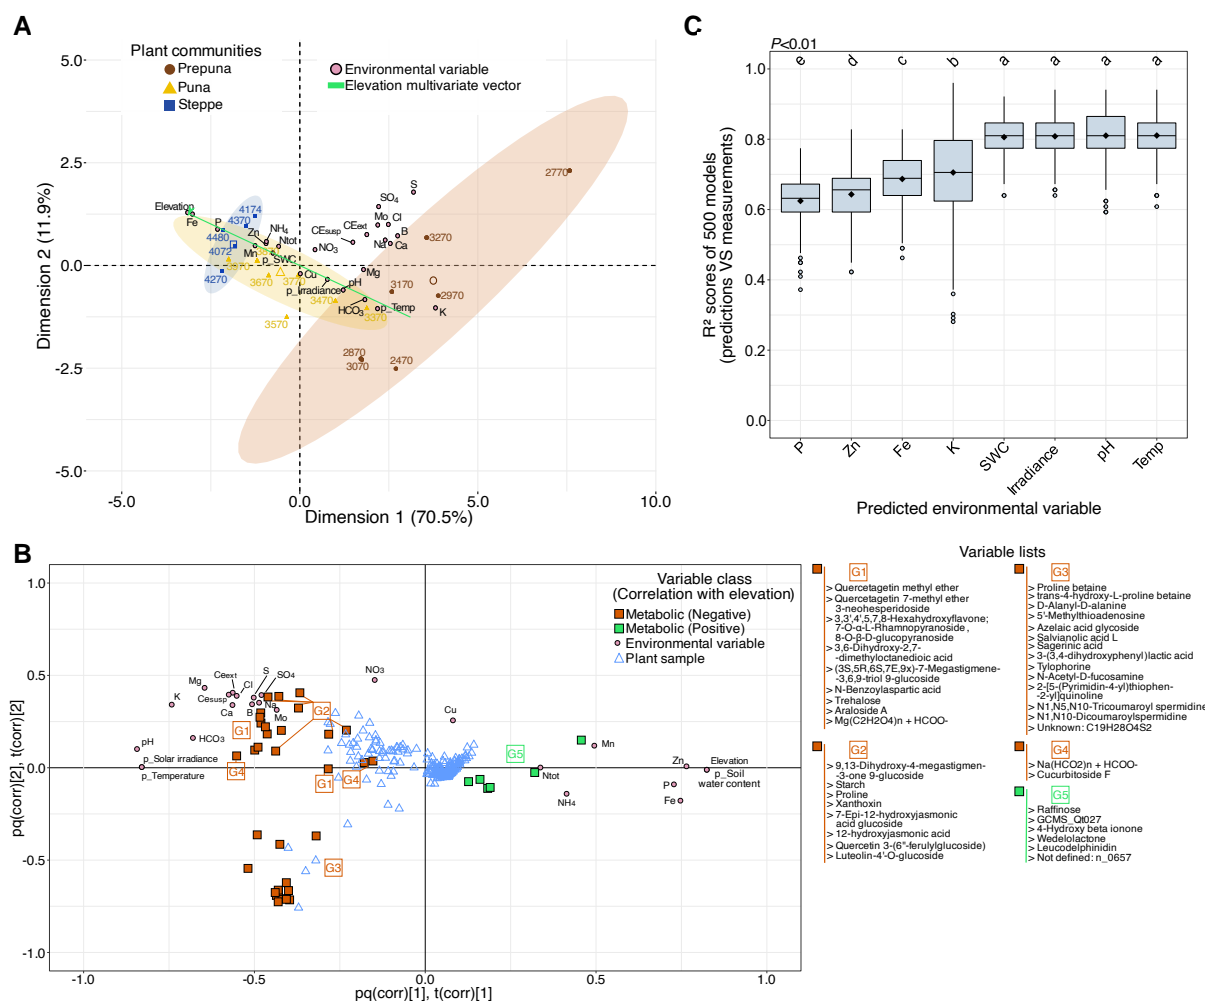 A
Plant communities
Prepuna
Puna
Steppe
Environmental variable
Elevation multivariate vector
5.0
2.5
0.0
-2.5
-5.0
Dimension 2 (11.9%)
-5.0
0.0
5.0
10.0
Dimension 1 (70.5%)
2770
S
SO4
Mo
Cl
CEext
CEsusp
B
3270
Na
Ca
NO3
Elevation
Fe
P
4174
4370
4480
4072
4270
Zn
NH4
Ntot
Mn
p_SWC
3670
3770
3570
Cu
p_Irradiance
pH
Mg
3170
2970
K
3470
HCO3
p_Temp
3370
2870
3070
2470
C
P<0.01
e
d
c
b
a
a
a
a
1.0
0.8
0.6
0.4
0.2
0.0
R² scores of 500 models
(predictions VS measurements)
P
Zn
Fe
K
SWC
Irradiance
pH
Temp
Predicted environmental variable
B
Variable class
(Correlation with elevation)
Metabolic (Negative)
Metabolic (Positive)
Environmental variable
Plant sample
1.0
0.5
0.0
-0.5
-1.0
pq(corr)[2], t(corr)[2]
-1.0
-0.5
0.0
0.5
1.0
pq(corr)[1], t(corr)[1]
K
Mg
Ceext
Cesusp
Ca
Cl
B
S
SO4
Na
Mo
NO3
Cu
HCO3
pH
p_Solar irradiance
p_Temperature
G1
G2
G4
G1
G4
G3
G5
Mn
Ntot
NH4
Zn
Elevation
p_Soil
water content
P
Fe
Variable lists
G1
> Quercetagetin methyl ether
> Quercetagetin 7-methyl ether
3-neohesperidoside
> 3,3',4',5,7,8-Hexahydroxyflavone;
7-O-α-L-Rhamnopyranoside ,
8-O-β-D-glucopyranoside
> 3,6-Dihydroxy-2,7-
dimethyloctanedioic acid
> (3S,5R,6S,7E,9x)-7-Megastigmene-
-3,6,9-triol 9-glucoside
> N-Benzoylaspartic acid
> Trehalose
> Araloside A
> Mg(C2H2O4)n + HCOO-
G2
> 9,13-Dihydroxy-4-megastigmen-
-3-one 9-glucoside
> Starch
> Proline
> Xanthoxin
> 7-Epi-12-hydroxyjasmonic
acid glucoside
> 12-hydroxyjasmonic acid
> Quercetin 3-(6"-ferulylglucoside)
> Luteolin-4'-O-glucoside
G3
> Proline betaine
> trans-4-hydroxy-L-proline betaine
> D-Alanyl-D-alanine
> 5'-Methylthioadenosine
> Azelaic acid glycoside
> Salvianolic acid L
> Sagerinic acid
> 3-(3,4-dihydroxyphenyl)lactic acid
> Tylophorine
> N-Acetyl-D-fucosamine
> 2-[5-(Pyrimidin-4-yl)thiophen-
-2-yl]quinoline
> N1,N5,N10-Tricoumaroyl spermidine
> N1,N10-Dicoumaroylspermidine
> Unknown: C19H28O4S2
G4
> Na(HCO2)n + HCOO-
> Cucurbitoside F
G5
> Raffinose
> GCMS_Qt027
> 4-Hydroxy beta ionone
> Wedelolactone
> Leucodelphinidin
> Not defined: n_0657